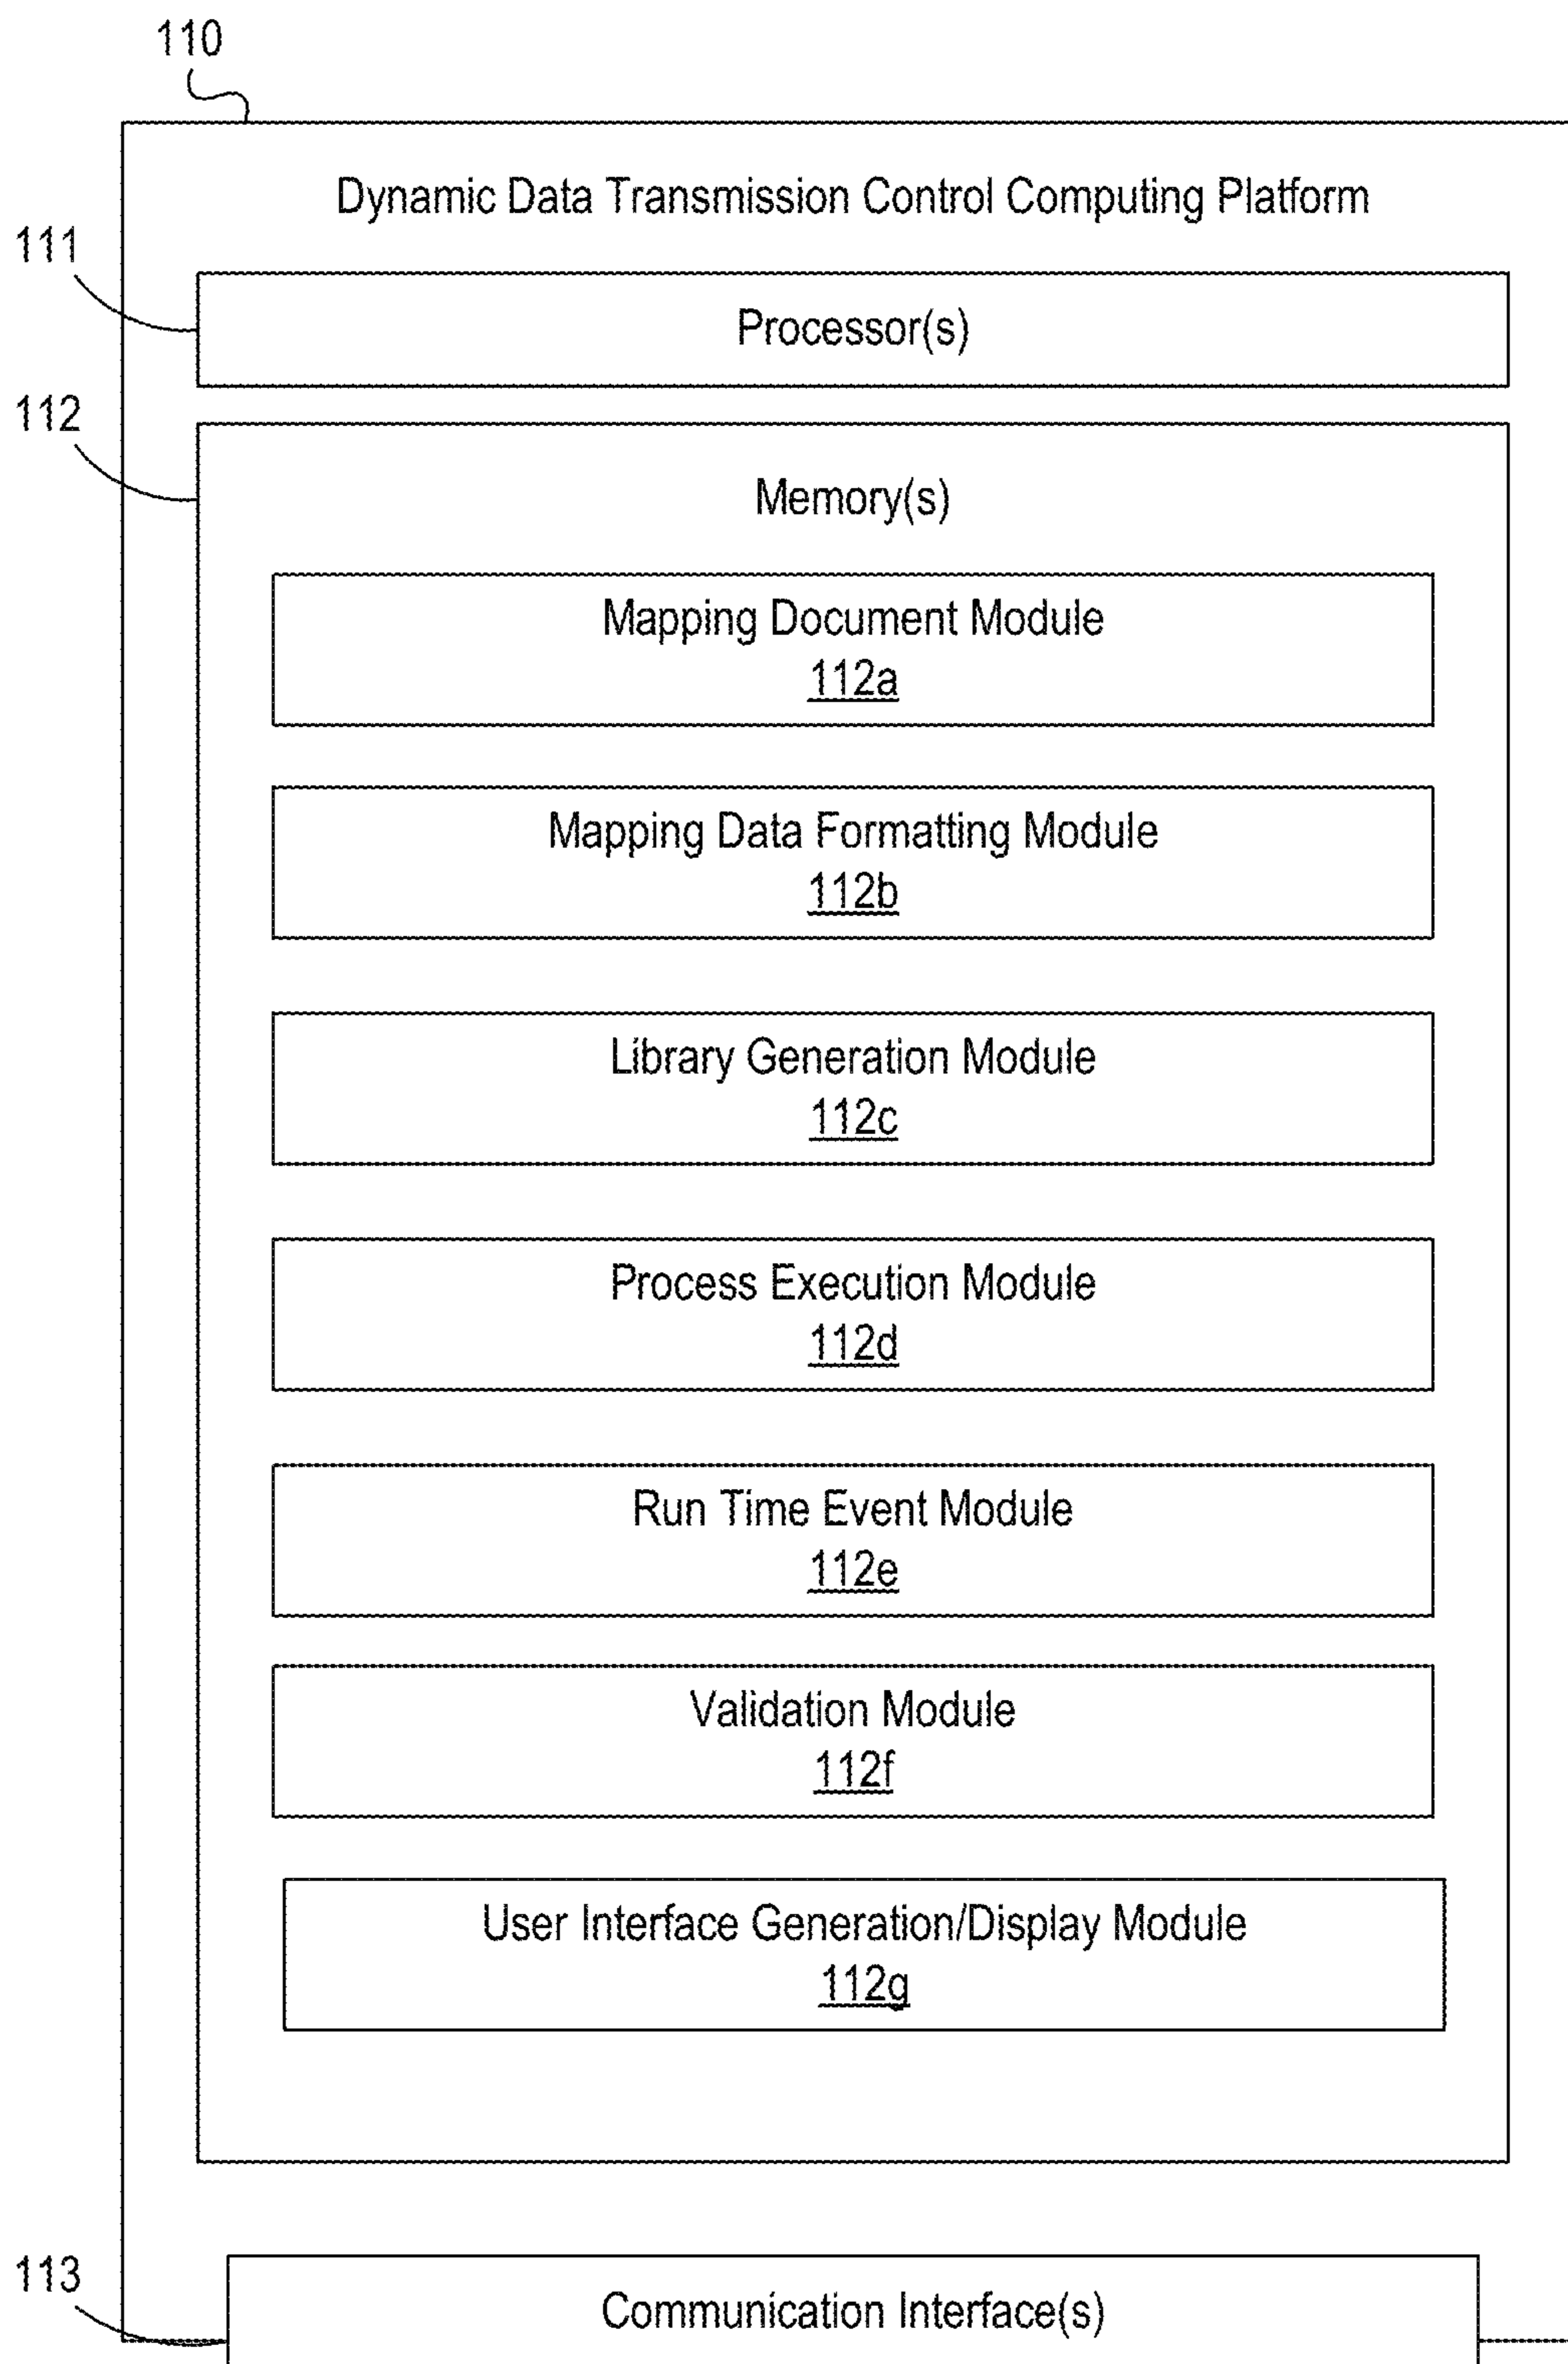 110
Dynamic Data Transmission Control Computing Platform
111
Processor(s)
112
Memory(s)
Mapping Document Module
112a
Mapping Data Formatting Module
112b
Library Generation Module
112c
Process Execution Module
112d
Run Time Event Module
112e
Validation Module
112f
User Interface Generation/Display Module
112g
113
Communication Interface(s)